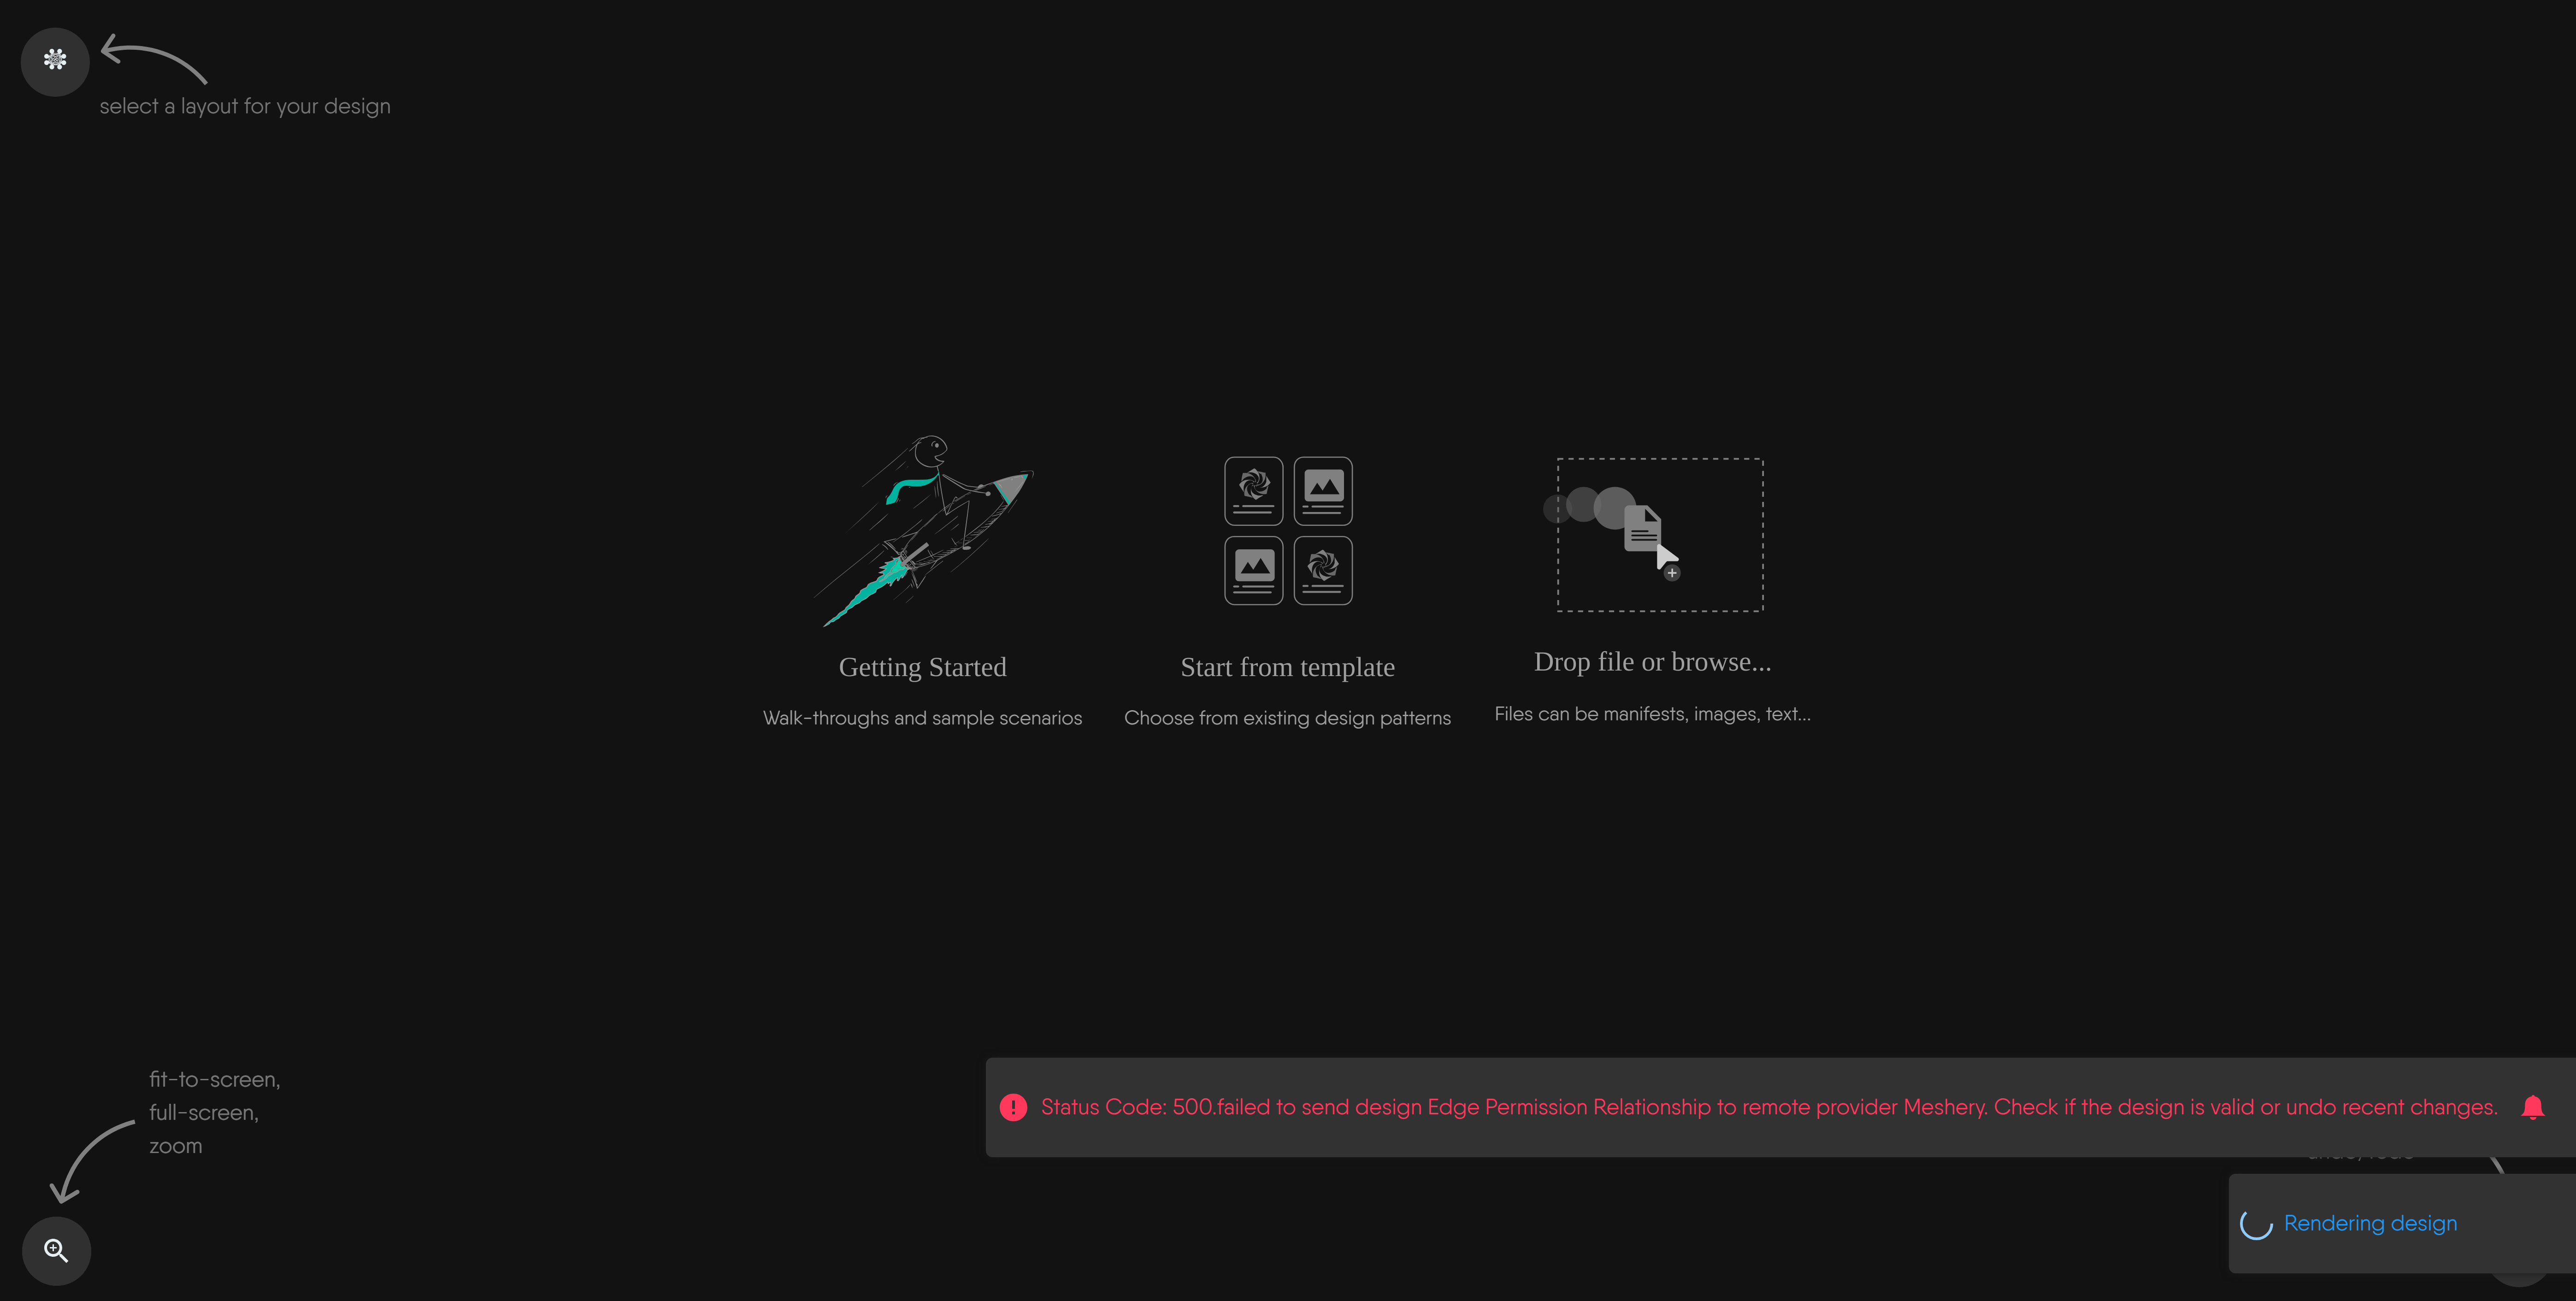 select a layout for your design
Getting Started
Walk-throughs and sample scenarios
Start from template
Choose from existing design patterns
Drop file or browse...
Files can be manifests, images, text...
fit-to-screen,
full-screen,
zoom
Status Code: 500.failed to send design Edge Permission Relationship to remote provider Meshery. Check if the design is valid or undo recent changes.
Rendering design